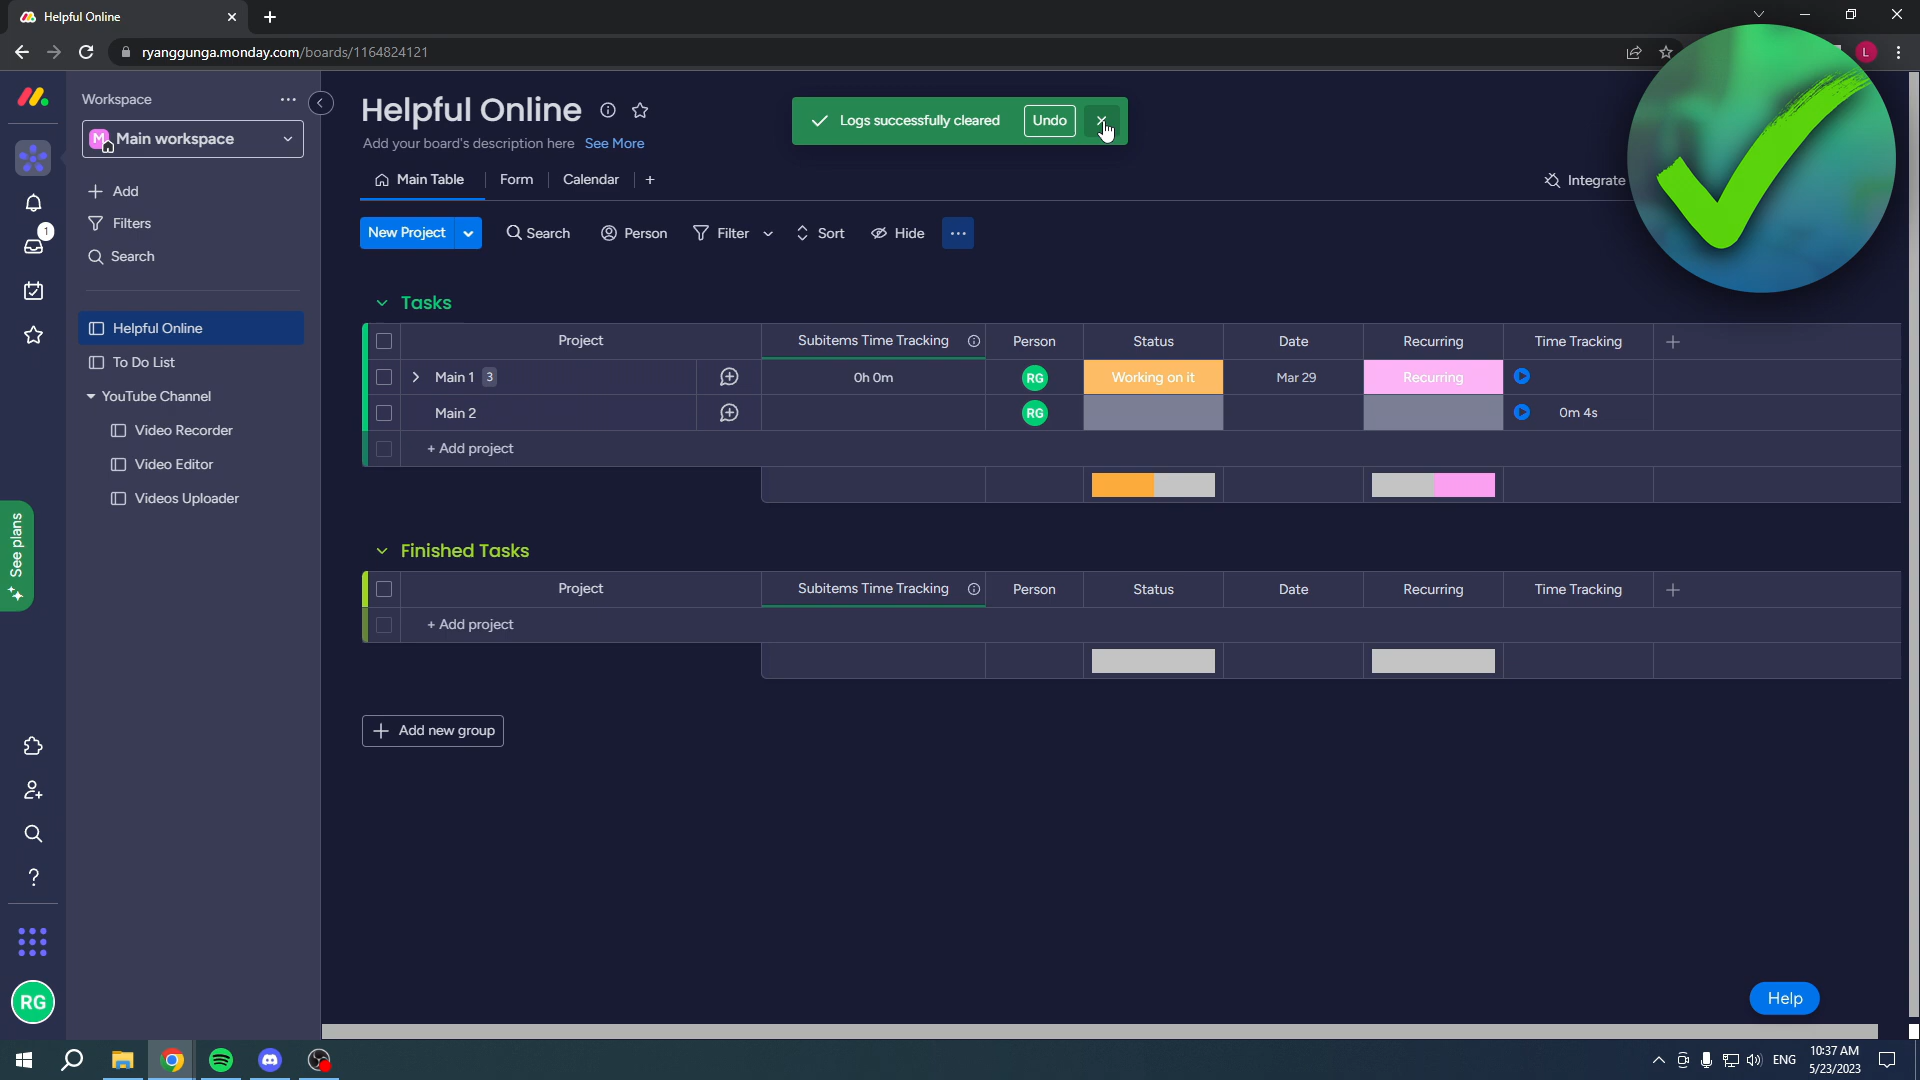 Helpful Online
ryanggunga.monday.com/boards/1164824121
L
Workspace
M Main workspace
Add
Filters
Search
1
Helpful Online
To Do List
YouTube Channel
Video Recorder
Video Editor
Videos Uploader
See plans
RG
Helpful Online
Add your board's description here See More
Logs successfully cleared Undo
Main Table Form Calendar +
Integrate
New Project Search Person Filter Sort Hide
Tasks
Project Subitems Time Tracking Person Status Date Recurring Time Tracking
Main 1 3 0h 0m RG Working on it Mar 29 Recurring
Main 2 RG 0m 4s
+ Add project
Finished Tasks
Project Subitems Time Tracking Person Status Date Recurring Time Tracking
+ Add project
Add new group
Help
ENG
10:37 AM
5/23/2023